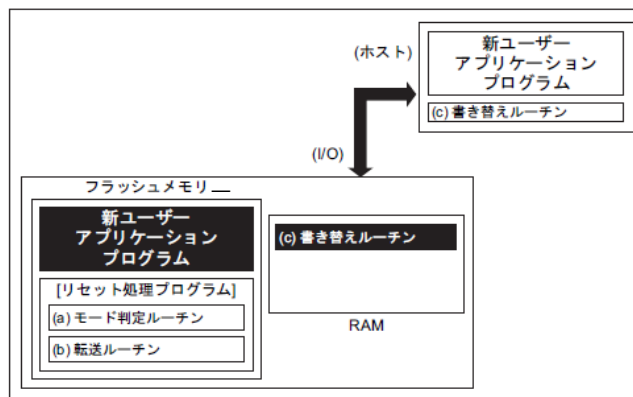 (ホスト)
新ユーザー
アプリケーション
プログラム
(c) 書き替えルーチン
(I/O)
フラッシュメモリ
新ユーザー
アプリケーション
プログラム
[リセット処理プログラム]
(a) モード判定ルーチン
(b) 転送ルーチン
(c) 書き替えルーチン
RAM